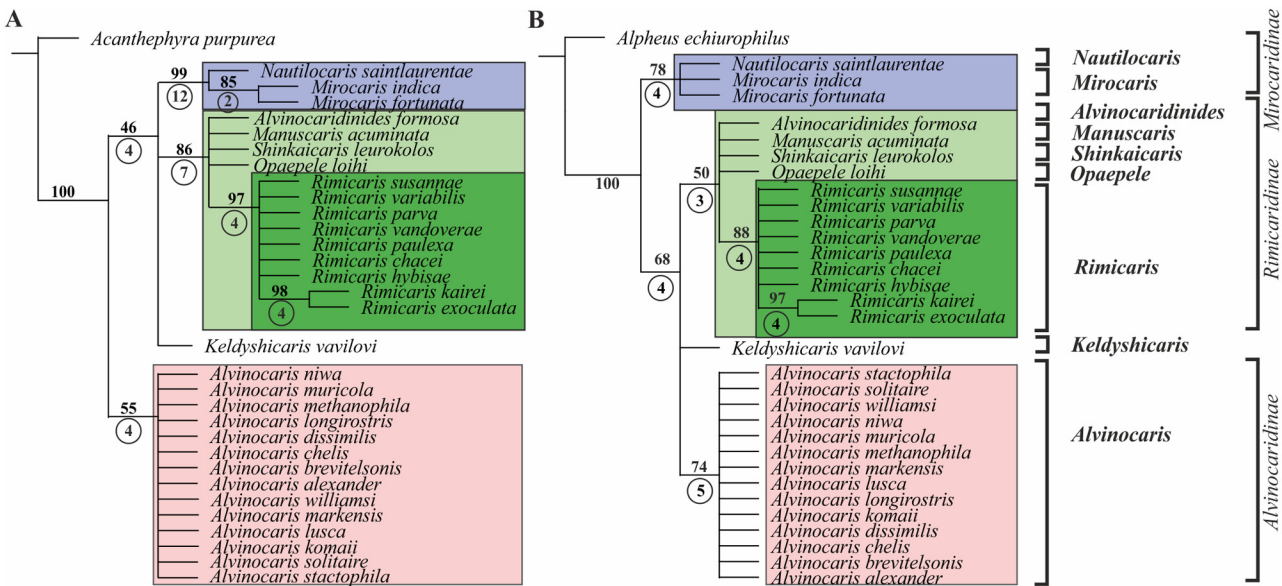 A
Acanthephyra purpurea
99
12
85
2
Nautilocaris saintlaurentae
Mirocaris indica
Mirocaris fortunata
46
4
86
7
Alvinocaridinides formosa
Manuscaris acuminata
Shinkaicaris leurokolos
Opaepele loihi
100
97
4
Rimicaris susannae
Rimicaris variabilis
Rimicaris parva
Rimicaris vandoverae
Rimicaris paulexa
Rimicaris chacei
Rimicaris hybisae
98
4
Rimicaris kairei
Rimicaris exoculata
Keldyshicaris vavilovi
55
4
Alvinocaris niwa
Alvinocaris muricola
Alvinocaris methanophila
Alvinocaris longirostris
Alvinocaris dissimilis
Alvinocaris chelis
Alvinocaris brevitelsonis
Alvinocaris alexander
Alvinocaris williamsi
Alvinocaris markensis
Alvinocaris lusca
Alvinocaris komaii
Alvinocaris solitaire
Alvinocaris stactophila
B
Alpheus echiurophilus
78
4
Nautilocaris saintlaurentae
Mirocaris indica
Mirocaris fortunata
100
50
3
Alvinocaridinides formosa
Manuscaris acuminata
Shinkaicaris leurokolos
Opaepele loihi
88
4
Rimicaris susannae
Rimicaris variabilis
Rimicaris parva
Rimicaris vandoverae
Rimicaris paulexa
Rimicaris chacei
Rimicaris hybisae
68
4
97
4
Rimicaris kairei
Rimicaris exoculata
Keldyshicaris vavilovi
74
5
Alvinocaris stactophila
Alvinocaris solitaire
Alvinocaris williamsi
Alvinocaris niwa
Alvinocaris muricola
Alvinocaris methanophila
Alvinocaris markensis
Alvinocaris lusca
Alvinocaris longirostris
Alvinocaris komaii
Alvinocaris dissimilis
Alvinocaris chelis
Alvinocaris brevitelsonis
Alvinocaris alexander
Nautilocaris
Mirocaris
Alvinocaridinides
Manuscaris
Shinkaicaris
Opaepele
Rimicaris
Keldyshicaris
Alvinocaris
Mirocaridinae
Rimicaridinae
Alvinocaridinae